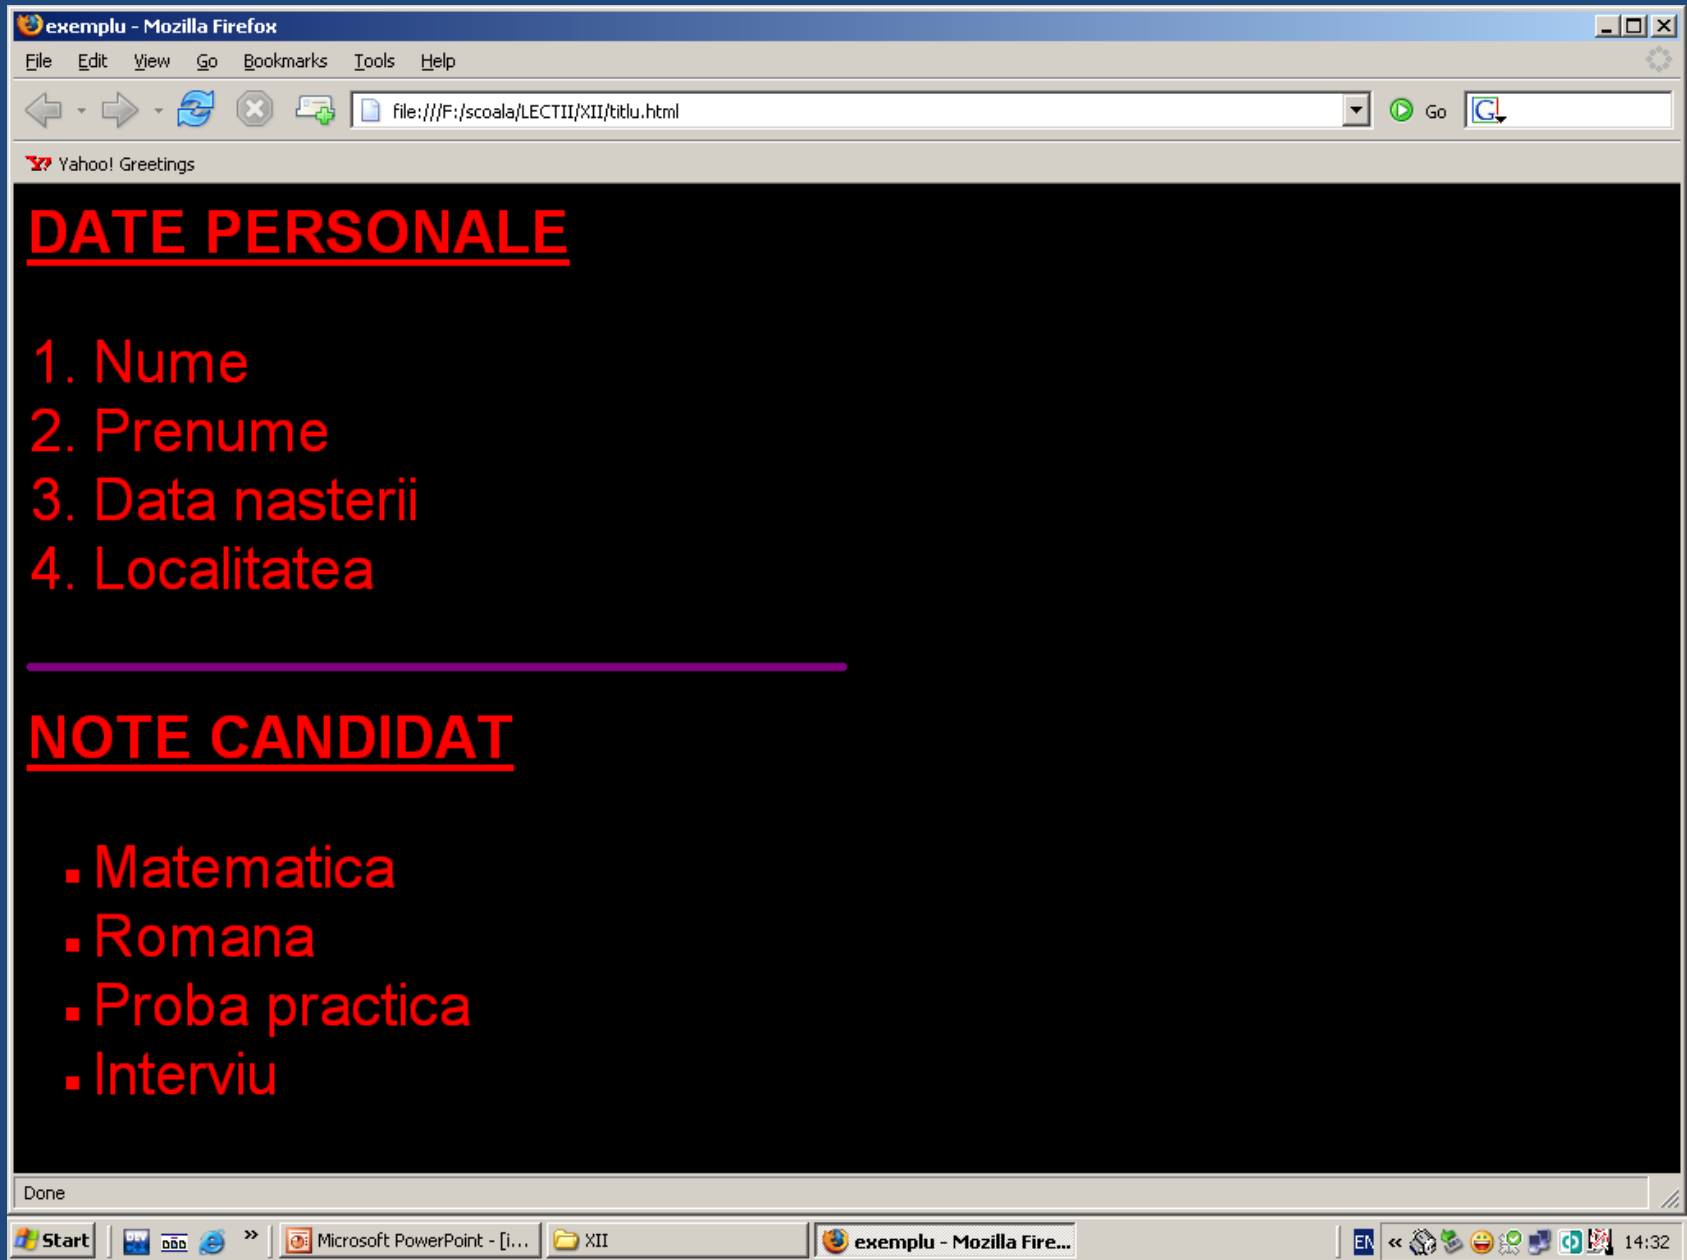 exemplu - Mozilla Firefox
File Edit View Go Bookmarks Tools Help
file:///F:/scoala/LECTII/XII/titlu.html Go G
Yahoo! Greetings
DATE PERSONALE
1. Nume
2. Prenume
3. Data nasterii
4. Localitatea
NOTE CANDIDAT
Matematica
Romana
Proba practica
Interviu
Done
Start DEV » Microsoft PowerPoint - [i... XII exemplu - Mozilla Fire... EN « 14:32